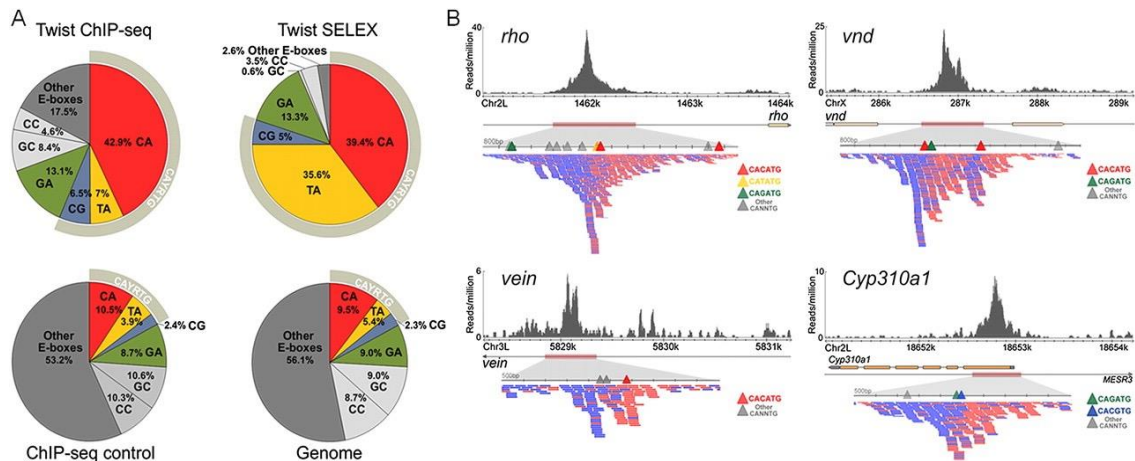 A
Twist ChIP-seq
Other
E-boxes
17.5%
CC
4.6%
GC 8.4%
GA
13.1%
6.5%
CG
7%
TA
42.9% CA
CAYRTG
Twist SELEX
2.6% Other E-boxes
3.5% CC
0.6% GC
GA
13.3%
CG 5%
35.6%
TA
39.4% CA
CAYRTG
CA
10.5%
TA
3.9%
2.4% CG
8.7% GA
10.6%
GC
10.3%
CC
Other
E-boxes
53.2%
CAYRTG
ChIP-seq control
CA
9.5%
TA
5.4%
2.3% CG
9.0% GA
9.0%
GC
8.7%
CC
Other
E-boxes
56.1%
CAYRTG
Genome
B
rho
Reads/million
40
0
Chr2L
1462k
1463k
1464k
rho
800bp
CACATG
CATATG
CAGATG
Other
CANNTG
vnd
Reads/million
25
0
ChrX
286k
287k
288k
289k
vnd
800bp
CACATG
CAGATG
Other
CANNTG
vein
Reads/million
6
0
Chr3L
5829k
5830k
5831k
vein
500bp
CACATG
Other
CANNTG
Cyp310a1
Reads/million
10
0
Chr2L
18652k
18653k
18654k
Cyp310a1
MESR3
500bp
CAGATG
CACGTG
Other
CANNTG